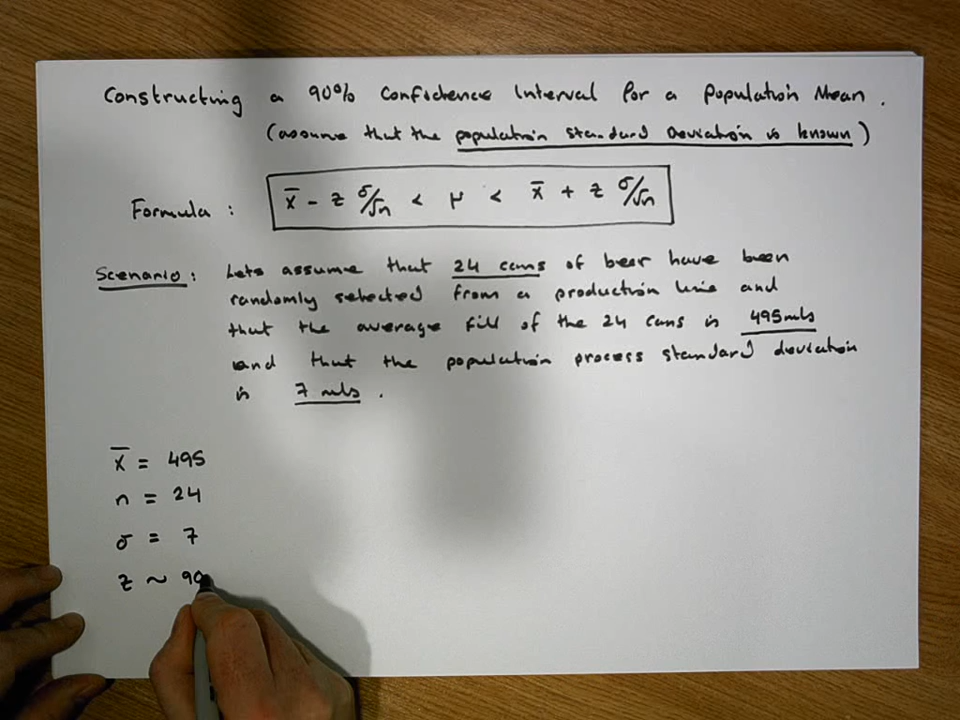 Constructing a 90% Confidence Interval for a Population Mean.
(assume that the population standard deviation is known)
Formula : x̄ - z σ/√n < μ < x̄ + z σ/√n
Scenario : Lets assume that 24 cans of beer have been
randomly selected from a production line and
that the average fill of the 24 cans is 495mls
and that the population process standard deviation
is 7 mls .
x̄ = 495
n = 24
σ = 7
z ~ 90